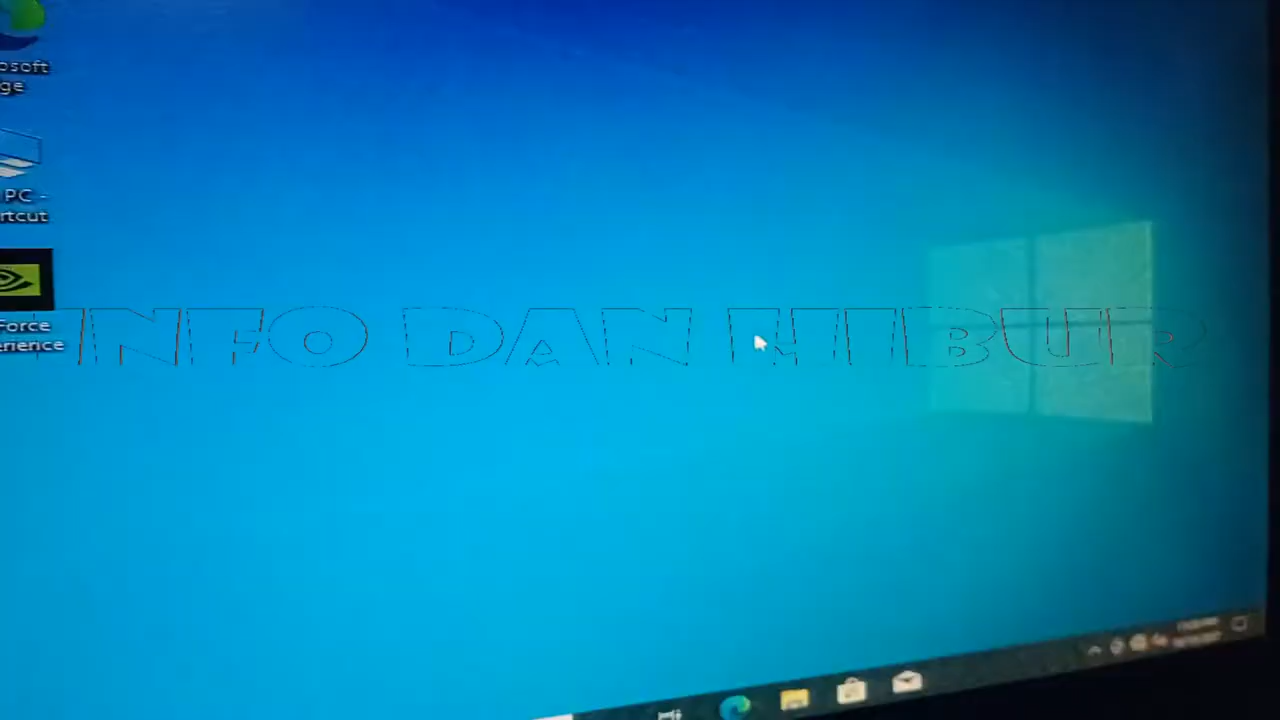 osoft
ge
PC -
rtcut
Force
erience
INFO DAN HIBUR